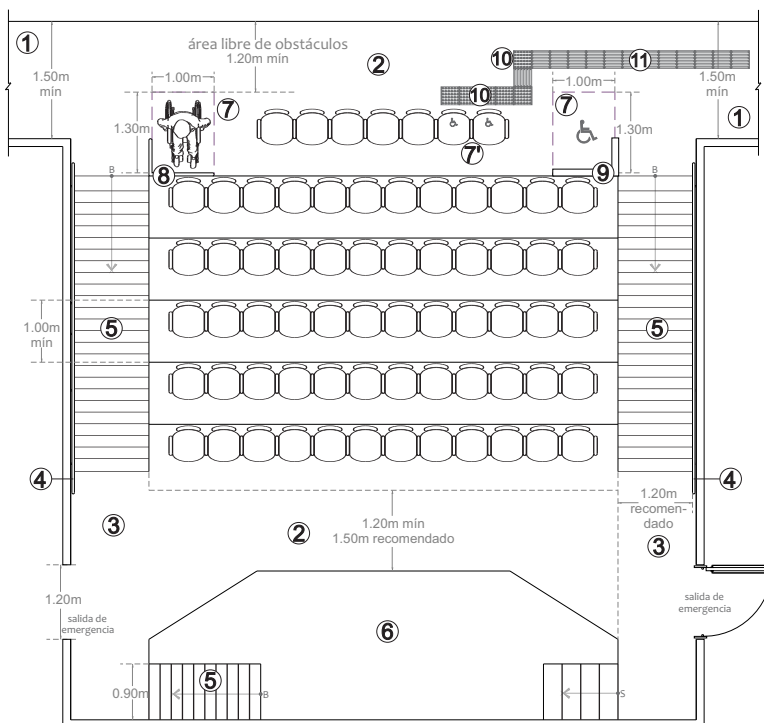 1
1.50m
mín
área libre de obstáculos
1.20m mín
2
10
11
1.50m
mín
1
1.00m
7
10
1.00m
7
1.30m
7'
1.30m
8
9
B
B
1.00m
mín
5
5
4
4
3
2
1.20m mín
1.50m recomendado
1.20m
recomen-
dado
3
1.20m
salida de
emergencia
salida de
emergencia
6
0.90m
5
B
S